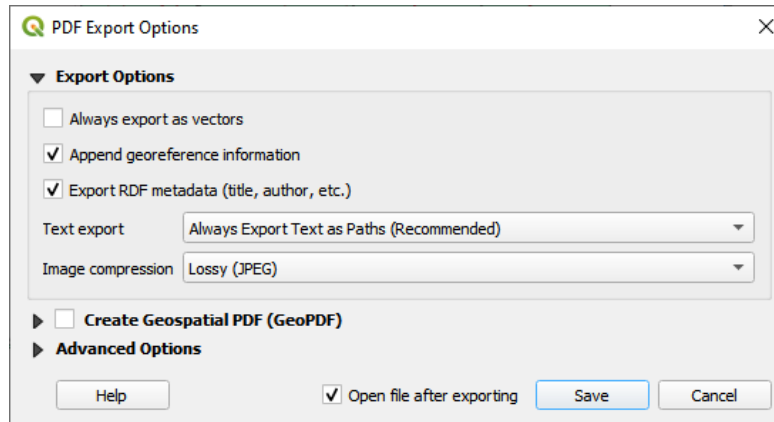 PDF Export Options
Export Options
Always export as vectors
Append georeference information
Export RDF metadata (title, author, etc.)
Text export Always Export Text as Paths (Recommended)
Image compression Lossy (JPEG)
Create Geospatial PDF (GeoPDF)
Advanced Options
Help Open file after exporting Save Cancel